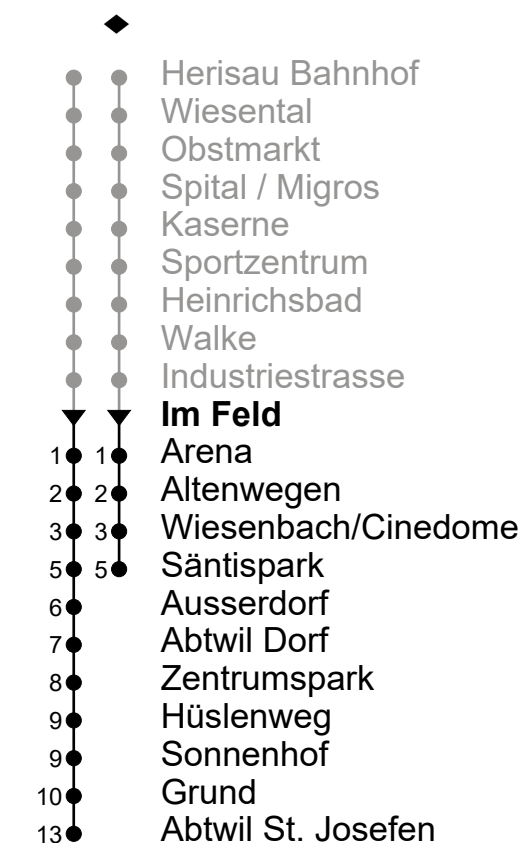 Herisau Bahnhof
Wiesental
Obstmarkt
Spital / Migros
Kaserne
Sportzentrum
Heinrichsbad
Walke
Industriestrasse
Im Feld
1 1 Arena
2 2 Altenwegen
3 3 Wiesenbach/Cinedome
5 5 Säntispark
6 Ausserdorf
7 Abtwil Dorf
8 Zentrumspark
9 Hüslenweg
9 Sonnenhof
10 Grund
13 Abtwil St. Josefen